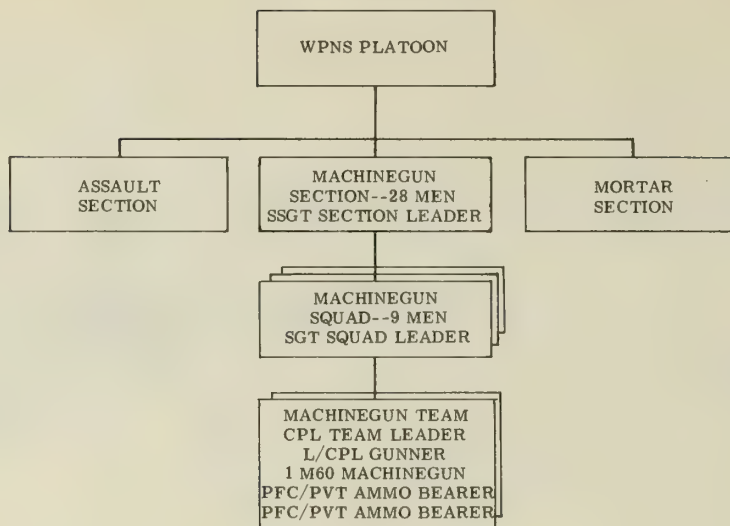 WPNS PLATOON
ASSAULT
SECTION
MACHINEGUN
SECTION--28 MEN
SSGT SECTION LEADER
MORTAR
SECTION
MACHINEGUN
SQUAD--9 MEN
SGT SQUAD LEADER
MACHINEGUN TEAM
CPL TEAM LEADER
L/CPL GUNNER
1 M60 MACHINEGUN
PFC/PVT AMMO BEARER
PFC/PVT AMMO BEARER